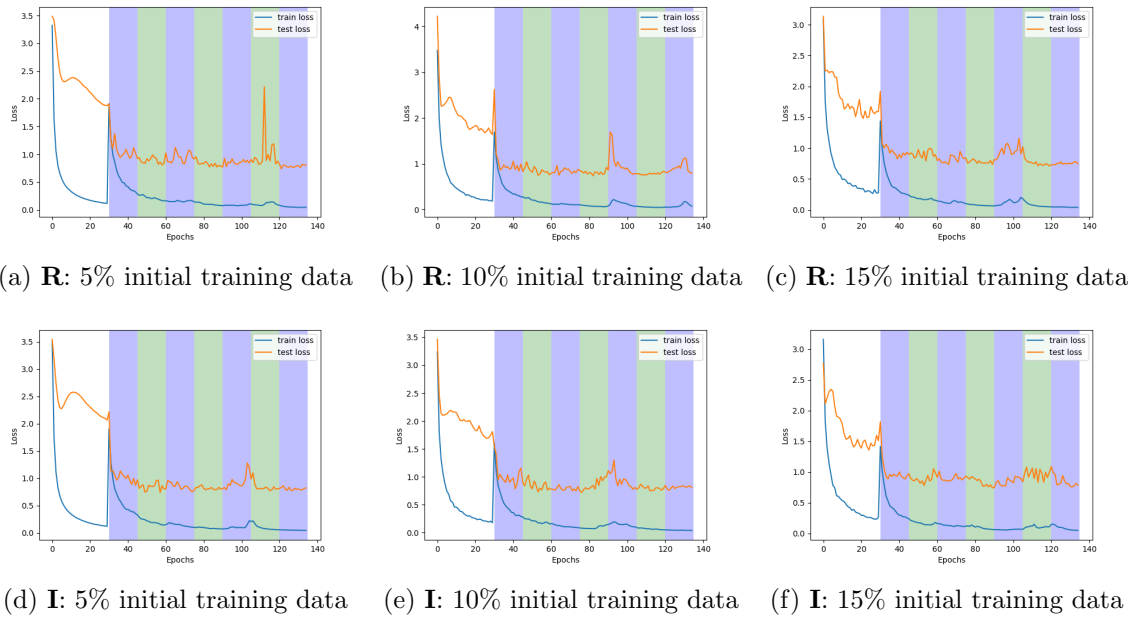 3.5
3.0
2.5
2.0
1.5
1.0
0.5
0.0
Loss
0 20 40 60 80 100 120 140
Epochs
train loss
test loss
4
3
2
1
0
Loss
0 20 40 60 80 100 120 140
Epochs
train loss
test loss
3.0
2.5
2.0
1.5
1.0
0.5
0.0
Loss
0 20 40 60 80 100 120 140
Epochs
train loss
test loss
(a) R: 5% initial training data
(b) R: 10% initial training data
(c) R: 15% initial training data
3.5
3.0
2.5
2.0
1.5
1.0
0.5
0.0
Loss
0 20 40 60 80 100 120 140
Epochs
train loss
test loss
3.5
3.0
2.5
2.0
1.5
1.0
0.5
0.0
Loss
0 20 40 60 80 100 120 140
Epochs
train loss
test loss
3.0
2.5
2.0
1.5
1.0
0.5
0.0
Loss
0 20 40 60 80 100 120 140
Epochs
train loss
test loss
(d) I: 5% initial training data
(e) I: 10% initial training data
(f) I: 15% initial training data